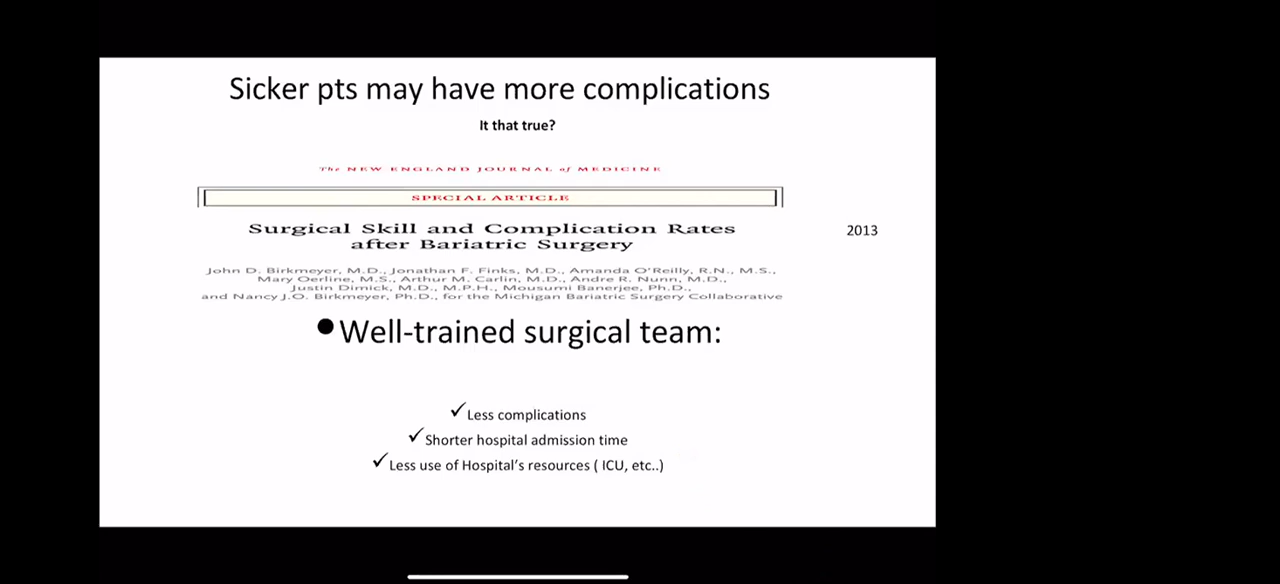 Sicker pts may have more complications
It that true?
The NEW ENGLAND JOURNAL of MEDICINE
SPECIAL ARTICLE
Surgical Skill and Complication Rates
after Bariatric Surgery
2013
John D. Birkmeyer, M.D., Jonathan F. Finks, M.D., Amanda O'Reilly, R.N., M.S.,
Mary Oerline, M.S., Arthur M. Carlin, M.D., Andre R. Nunn, M.D.,
Justin Dimick, M.D., M.P.H., Mousumi Banerjee, Ph.D.,
and Nancy J.O. Birkmeyer, Ph.D., for the Michigan Bariatric Surgery Collaborative
● Well-trained surgical team:
✓ Less complications
✓ Shorter hospital admission time
✓ Less use of Hospital's resources ( ICU, etc..)